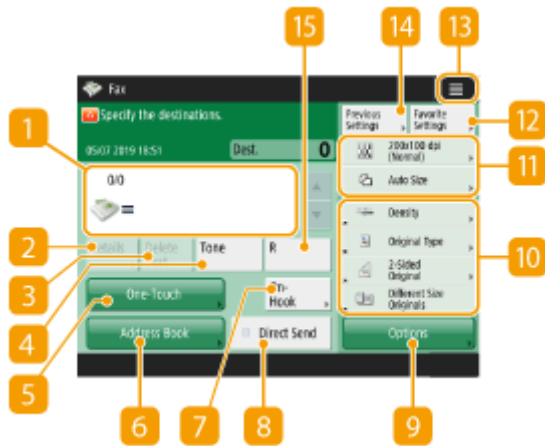 15
14
13
Fax
Specify the destinations.
Previous
Settings
Favorite
Settings
12
1
05/07 2019 18:51
Dest.
0
200x100 dpi
(Normal)
11
0/0
Auto Size
2
Details
Delete
Tone
R
Density
Original Type
10
3
2-Sided
Original
4
One-Touch
On-
Hook
Different Size
Originals
5
Address Book
Direct Send
Options
6
7
8
9